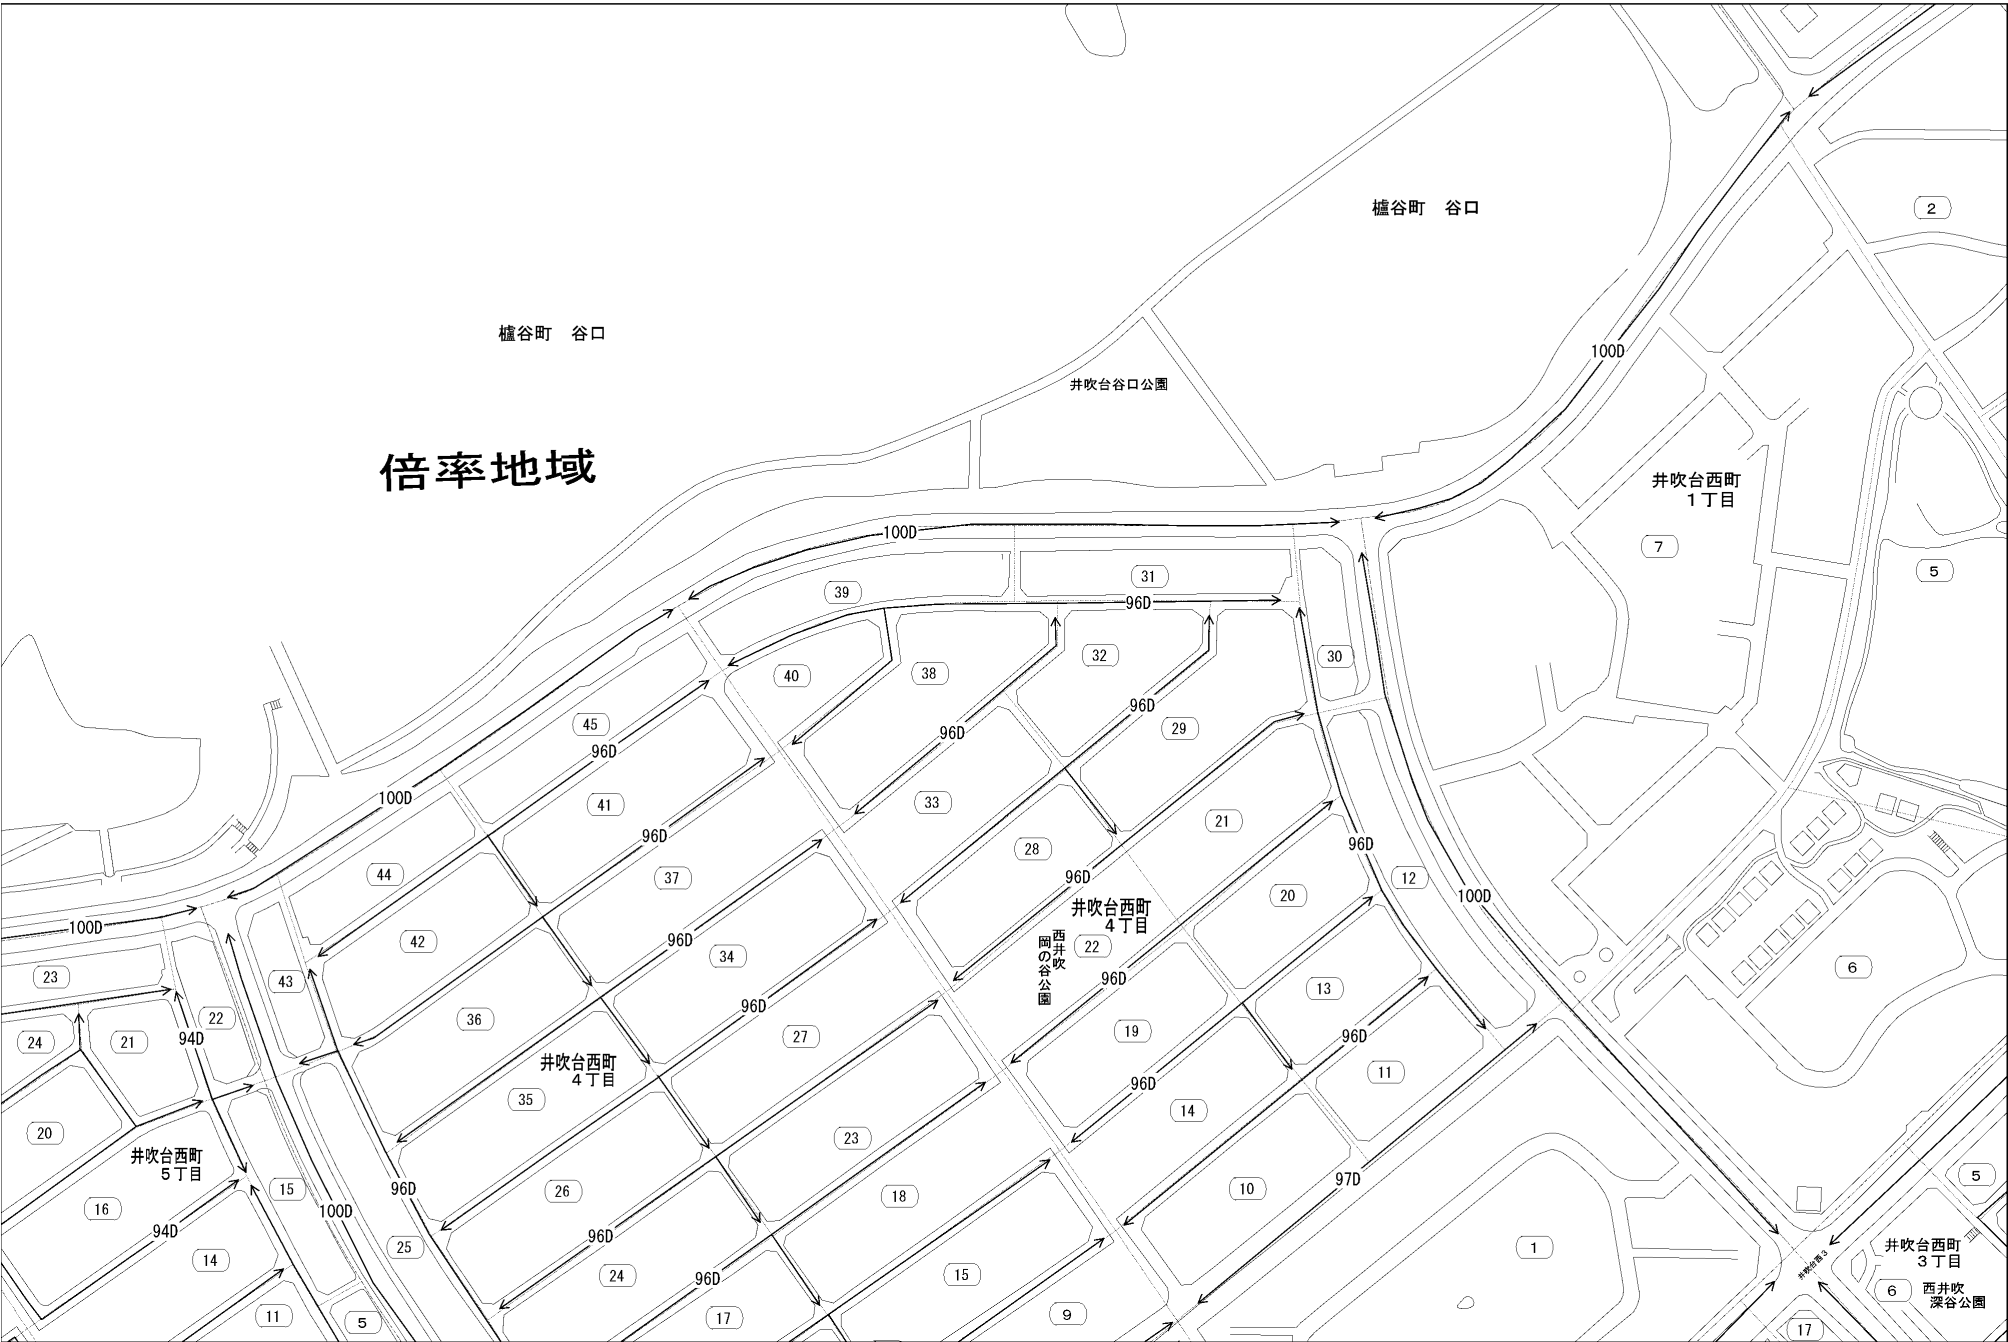 櫨谷町　谷口
2
櫨谷町　谷口
100D
井吹台谷口公園
倍率地域
井吹台西町
1丁目
100D
7
5
31
39
96D
30
32
38
40
96D
29
45
96D
96D
100D
33
41
21
96D
96D
28
44
37
96D
12
20
100D
井吹台西町
4丁目
22
西井吹
岡の谷公園
100D
42
96D
34
6
23
43
96D
13
96D
22
36
19
27
96D
94D
21
24
井吹台西町
4丁目
11
96D
35
14
20
23
井吹台西町
5丁目
97D
10
26
96D
15
18
16
100D
94D
96D
25
1
井吹台西町
3丁目
5
14
24
96D
15
井吹台西3
6
西井吹
深谷公園
11
5
17
9
17